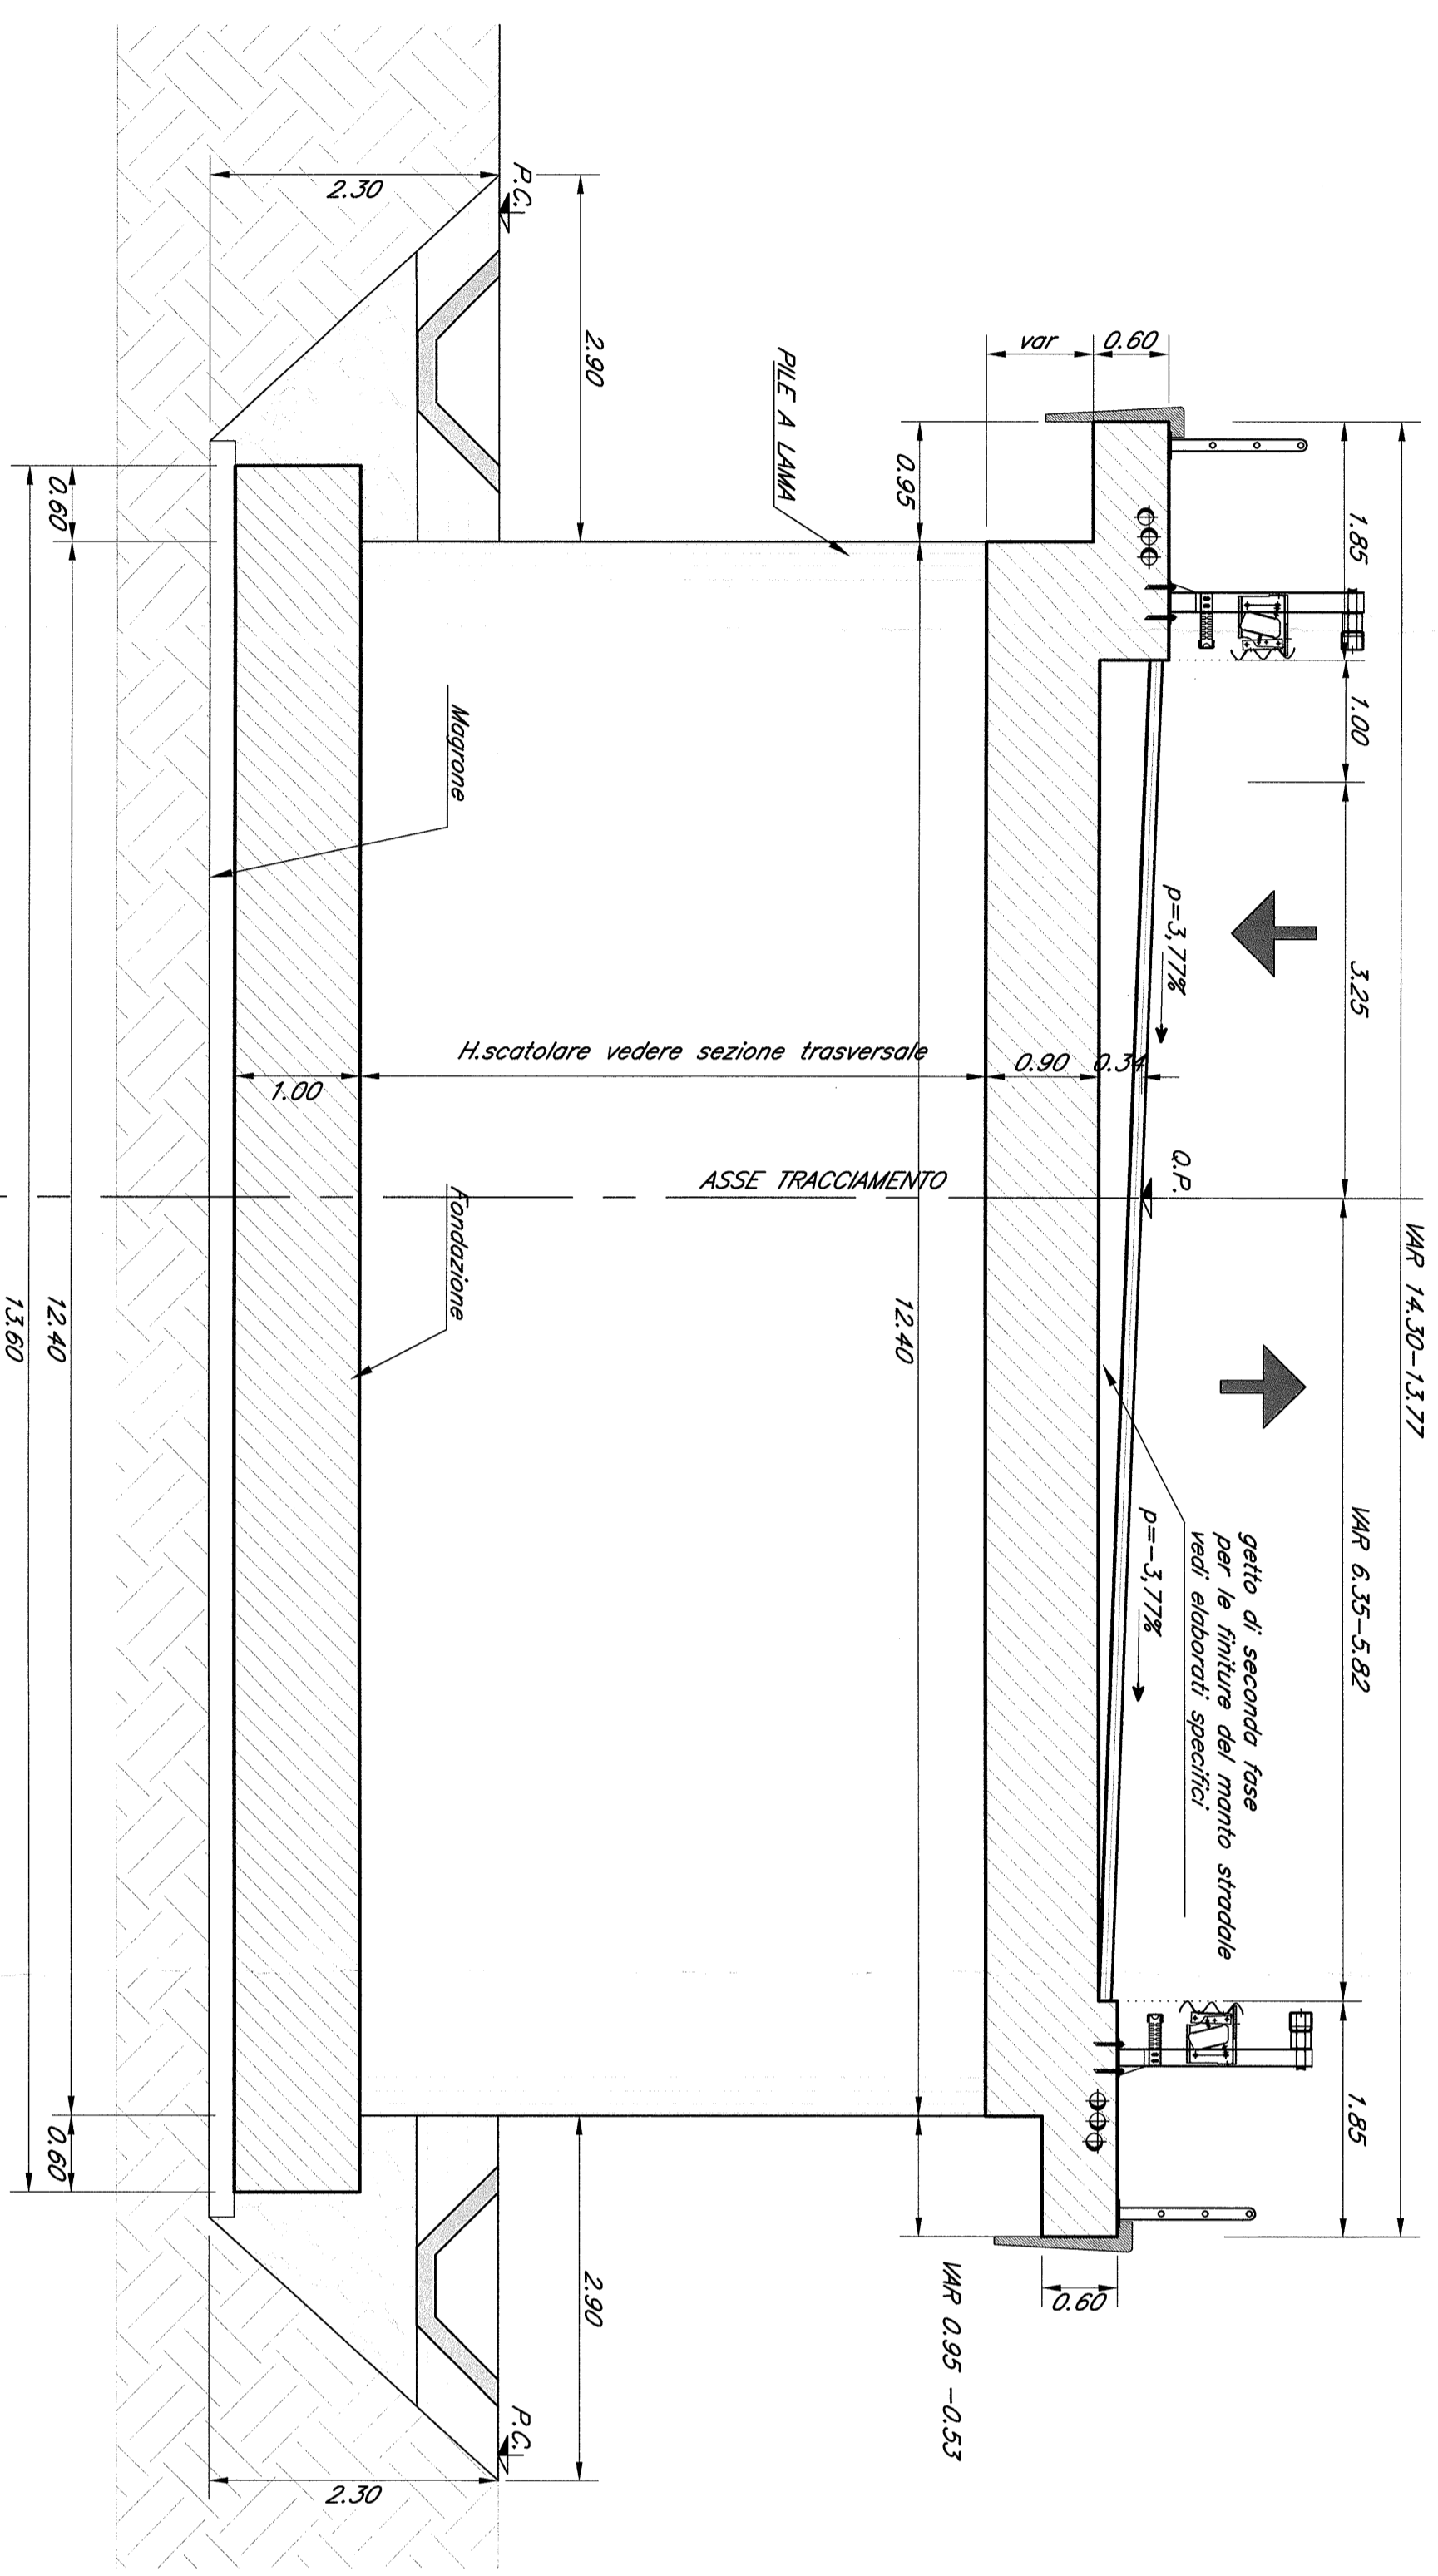 VAR 14.30-13.77
1.85
1.00
3.25
VAR 6.35-5.82
1.85
getto di seconda fase
per le finiture del manto stradale
vedi elaborati specifici
p=3,77%
Q.P.
p=-3,77%
0.60
var
0.90
0.34
0.60
0.95
12.40
VAR 0.95 -0.53
PILE A LAMA
H.scatolare vedere sezione trasversale
ASSE TRACCIAMENTO
2.90
2.90
P.C.
P.C.
Magrone
Fondazione
2.30
1.00
2.30
0.60
12.40
0.60
13.60